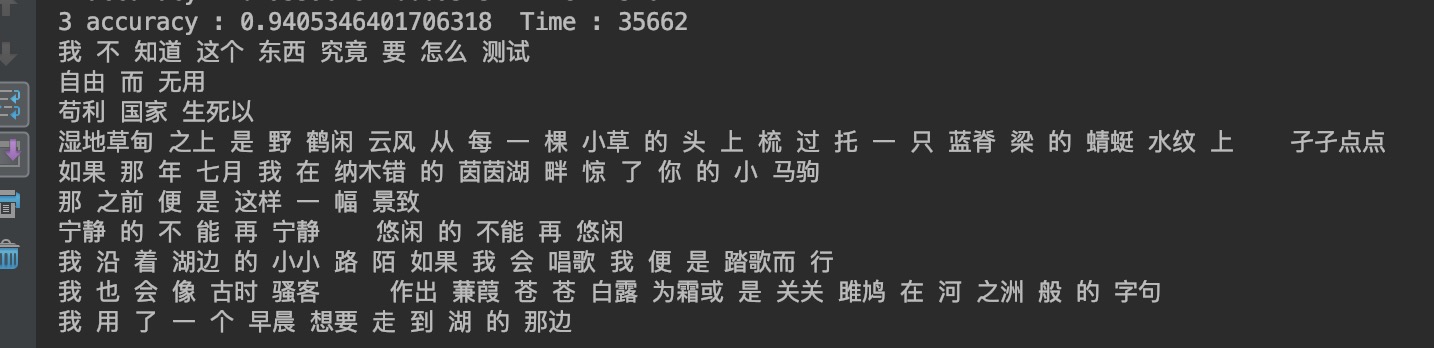 3 accuracy : 0.9405346401706318  Time : 35662
我 不 知道 这个 东西 究竟 要 怎么 测试
自由 而 无用
苟利 国家 生死以
湿地草甸 之上 是 野 鹤闲 云风 从 每 一 棵 小草 的 头 上 梳 过 托 一 只 蓝脊 梁 的 蜻蜓 水纹 上    孑孑点点
如果 那 年 七月 我 在 纳木错 的 茵茵湖 畔 惊 了 你 的 小 马驹
那 之前 便 是 这样 一 幅 景致
宁静 的 不 能 再 宁静    悠闲 的 不能 再 悠闲
我 沿 着 湖边 的 小小 路 陌 如果 我 会 唱歌 我 便 是 踏歌而 行
我 也 会 像 古时 骚客     作出 蒹葭 苍 苍 白露 为霜或 是 关关 雎鸠 在 河 之洲 般 的 字句
我 用 了 一 个 早晨 想要 走 到 湖 的 那边